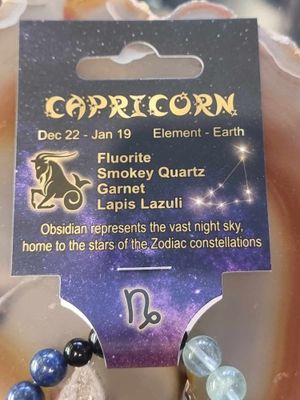 CAPRICORN
Dec 22 - Jan 19 Element - Earth
Fluorite
Smokey Quartz
Garnet
Lapis Lazuli
Obsidian represents the vast night sky,
home to the stars of the Zodiac constellations